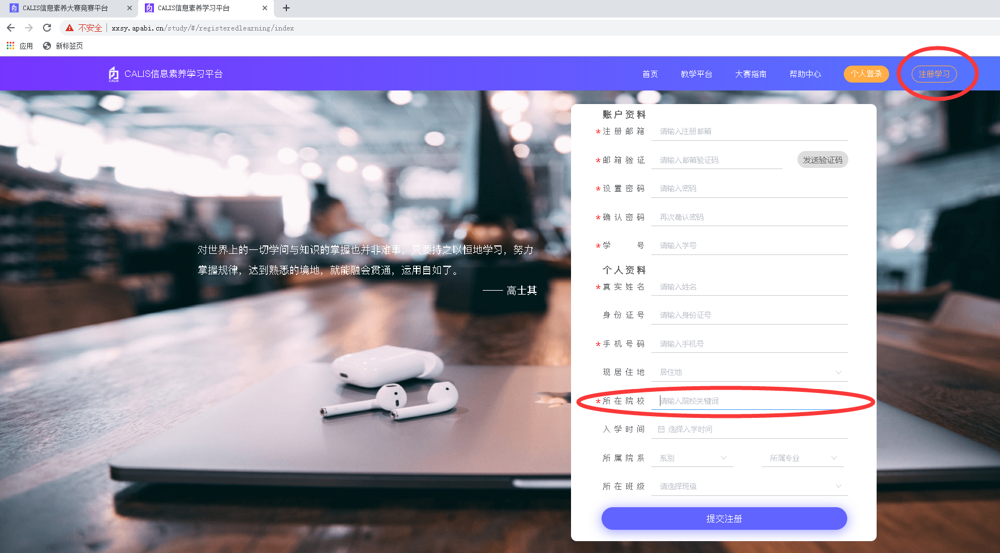 CALIS信息素养大赛竞赛平台
CALIS信息素养学习平台
不安全 xxsy.apabi.cn/study/#/registeredlearning/index
应用 新标签页
CALIS CALIS信息素养学习平台 首页 教学平台 大赛指南 帮助中心 个人登录 注册学习
对世界上的一切学问与知识的掌握也并非难事，只要持之以恒地学习，努力
掌握规律，达到熟悉的境地，就能融会贯通，运用自如了。
—— 高士其
账户资料
*注册邮箱 请输入注册邮箱
*邮箱验证 请输入邮箱验证码 发送验证码
*设置密码 请输入密码
*确认密码 再次确认密码
*学号 请输入学号
个人资料
*真实姓名 请输入姓名
身份证号 请输入身份证号
*手机号码 请输入手机号
现居住地 居住地
*所在院校 请输入院校关键词
入学时间 选择入学时间
所属院系 系别 所属专业
所在班级 请选择班级
提交注册